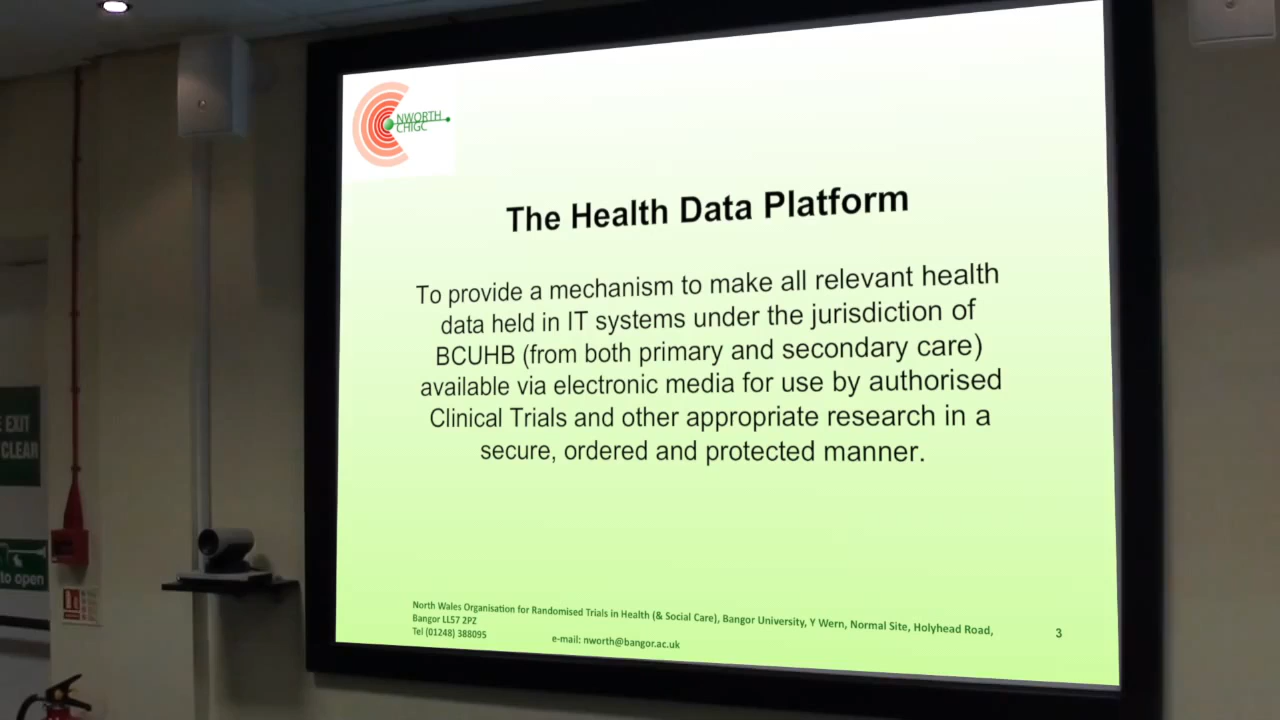 NWORTH
CHIGC
The Health Data Platform
To provide a mechanism to make all relevant health
data held in IT systems under the jurisdiction of
BCUHB (from both primary and secondary care)
available via electronic media for use by authorised
Clinical Trials and other appropriate research in a
secure, ordered and protected manner.
North Wales Organisation for Randomised Trials in Health (& Social Care), Bangor University, Y Wern, Normal Site, Holyhead Road,
Bangor LL57 2PZ
Tel (01248) 388095 e-mail: nworth@bangor.ac.uk
3
EXIT
CLEAR
to open